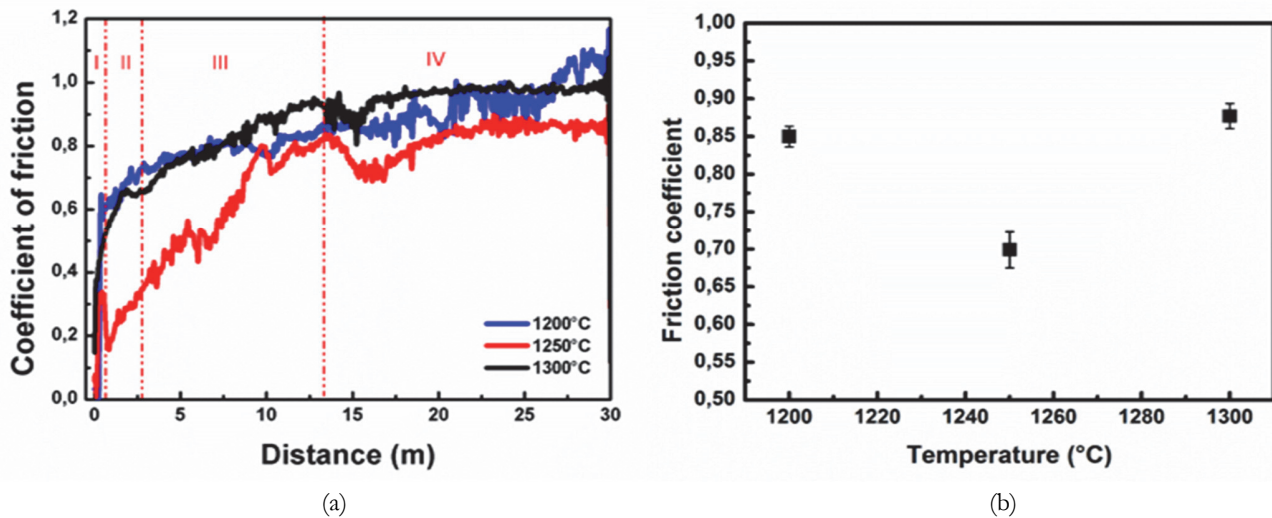 1,2
1,0
0,8
0,6
0,4
0,2
0,0
Coefficient of friction
I II III IV
1200°C
1250°C
1300°C
0 5 10 15 20 25 30
Distance (m)
(a)
1,00
0,95
0,90
0,85
0,80
0,75
0,70
0,65
0,60
0,55
0,50
Friction coefficient
1200 1220 1240 1260 1280 1300
Temperature (°C)
(b)